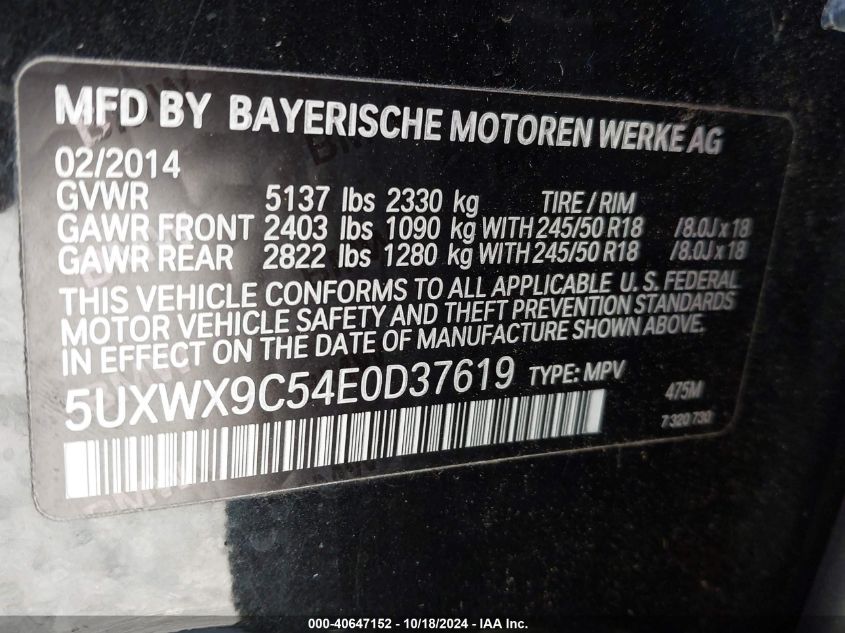 MFD BY BAYERISCHE MOTOREN WERKE AG
02/2014
GVWR 5137 lbs 2330 kg TIRE / RIM
GAWR FRONT 2403 lbs 1090 kg WITH 245/50 R18 /8.0J x 18
GAWR REAR 2822 lbs 1280 kg WITH 245/50 R18 /8.0J x 18
THIS VEHICLE CONFORMS TO ALL APPLICABLE U. S. FEDERAL
MOTOR VEHICLE SAFETY AND THEFT PREVENTION STANDARDS
IN EFFECT ON THE DATE OF MANUFACTURE SHOWN ABOVE.
5UXWX9C54E0D37619 TYPE: MPV 475M
7 320 730
000-40647152 - 10/18/2024 - IAA Inc.